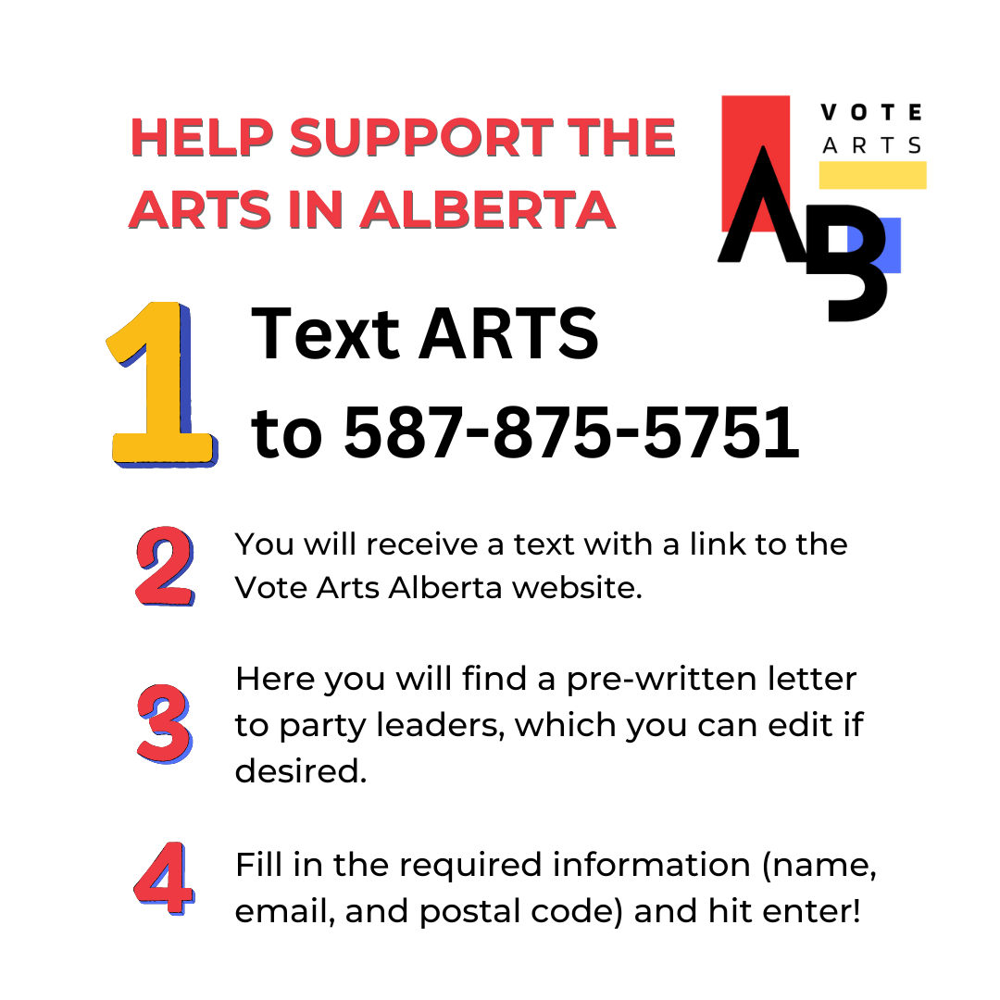 HELP SUPPORT THE
ARTS IN ALBERTA
VOTE
ARTS
AB
1
Text ARTS
to 587-875-5751
2
You will receive a text with a link to the
Vote Arts Alberta website.
3
Here you will find a pre-written letter
to party leaders, which you can edit if
desired.
4
Fill in the required information (name,
email, and postal code) and hit enter!